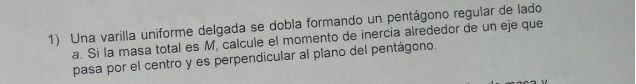 1) Una varilla uniforme delgada se dobla formando un pentágono regular de lado
a. Si la masa total es M, calcule el momento de inercia alrededor de un eje que
pasa por el centro y es perpendicular al plano del pentágono.